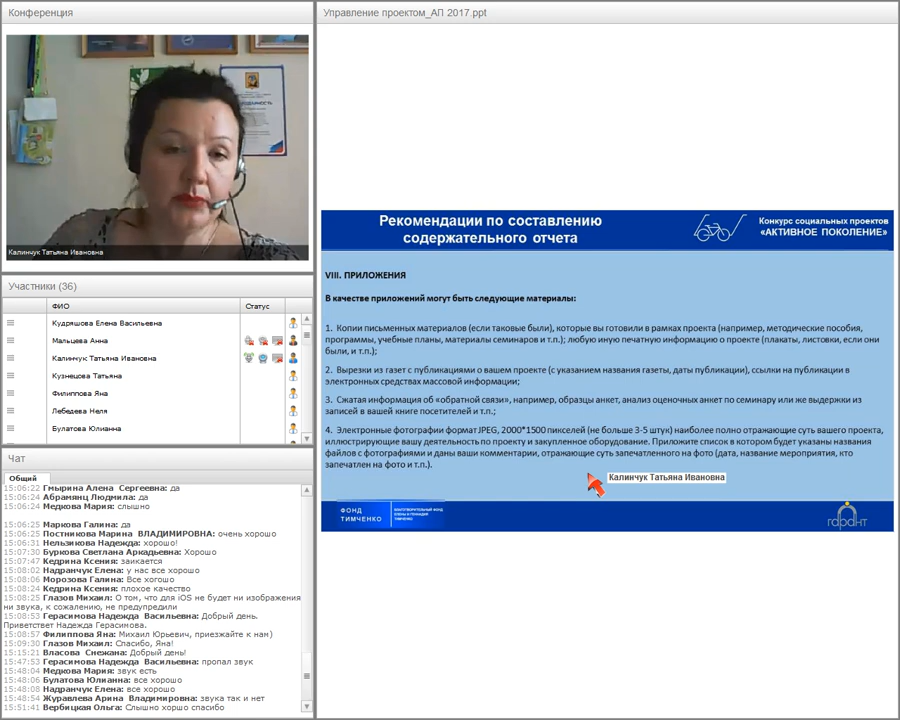 Конференция
Калинчук Татьяна Ивановна
Участники (36)
ФИО
Статус
Кудряшова Елена Васильевна
Мальцева Анна
Калинчук Татьяна Ивановна
Кузнецова Татьяна
Филиппова Яна
Лебедева Неля
Булатова Юлианна
Чат
Общий
15:06:22 Гмырина Алена Сергеевна: да
15:06:24 Абрамянц Людмила: да
15:06:24 Медкова Мария: слышно
15:06:25 Маркова Галина: да
15:06:25 Постникова Марина ВЛАДИМИРОВНА: очень хорошо
15:06:31 Нельзикова Надежда: хорошо!
15:07:30 Буркова Светлана Аркадьевна: Хорошо
15:07:47 Кедрина Ксения: заикается
15:08:02 Надранчук Елена: у нас все хорошо
15:08:06 Морозова Галина: Все хогошо
15:08:24 Кедрина Ксения: плохое качество
15:08:25 Глазов Михаил: О том, что для iOS не будет ни изображения
ни звука, к сожалению, не предупредили
15:08:53 Герасимова Надежда Васильевна: Добрый день.
Приветствет Надежда Герасимова.
15:08:57 Филиппова Яна: Михаил Юрьевич, приезжайте к нам)
15:09:30 Глазов Михаил: Спасибо, Яна!
15:15:21 Власова Снежана: Добрый день!
15:47:53 Герасимова Надежда Васильевна: пропал звук
15:48:04 Медкова Мария: звук есть
15:48:06 Булатова Юлианна: все хорошо
15:48:08 Надранчук Елена: все хорошо
15:48:54 Журавлева Арина Владимировна: звука так и нет
15:51:41 Вербицкая Ольга: Слышно хоршо спасибо
Управление проектом_АП 2017.ppt
Рекомендации по составлению
содержательного отчета
Конкурс социальных проектов
«АКТИВНОЕ ПОКОЛЕНИЕ»
VIII. ПРИЛОЖЕНИЯ
В качестве приложений могут быть следующие материалы:
1. Копии письменных материалов (если таковые были), которые вы готовили в рамках проекта (например, методические пособия,
программы, учебные планы, материалы семинаров и т.п.); любую иную печатную информацию о проекте (плакаты, листовки, если они
были, и т.п.);
2. Вырезки из газет с публикациями о вашем проекте (с указанием названия газеты, даты публикации), ссылки на публикации в
электронных средствах массовой информации;
3. Сжатая информация об «обратной связи», например, образцы анкет, анализ оценочных анкет по семинару или же выдержки из
записей в вашей книге посетителей и т.п.;
4. Электронные фотографии формат JPEG, 2000*1500 пикселей (не больше 3-5 штук) наиболее полно отражающие суть вашего проекта,
иллюстрирующие вашу деятельность по проекту и закупленное оборудование. Приложите список в котором будет указаны названия
файлов с фотографиями и даны ваши комментарии, отражающие суть запечатленного на фото (дата, название мероприятия, кто
запечатлен на фото и т.п.).
Калинчук Татьяна Ивановна
ФОНД
ТИМЧЕНКО
БЛАГОТВОРИТЕЛЬНЫЙ ФОНД
ЕЛЕНЫ И ГЕННАДИЯ
ТИМЧЕНКО
гарант